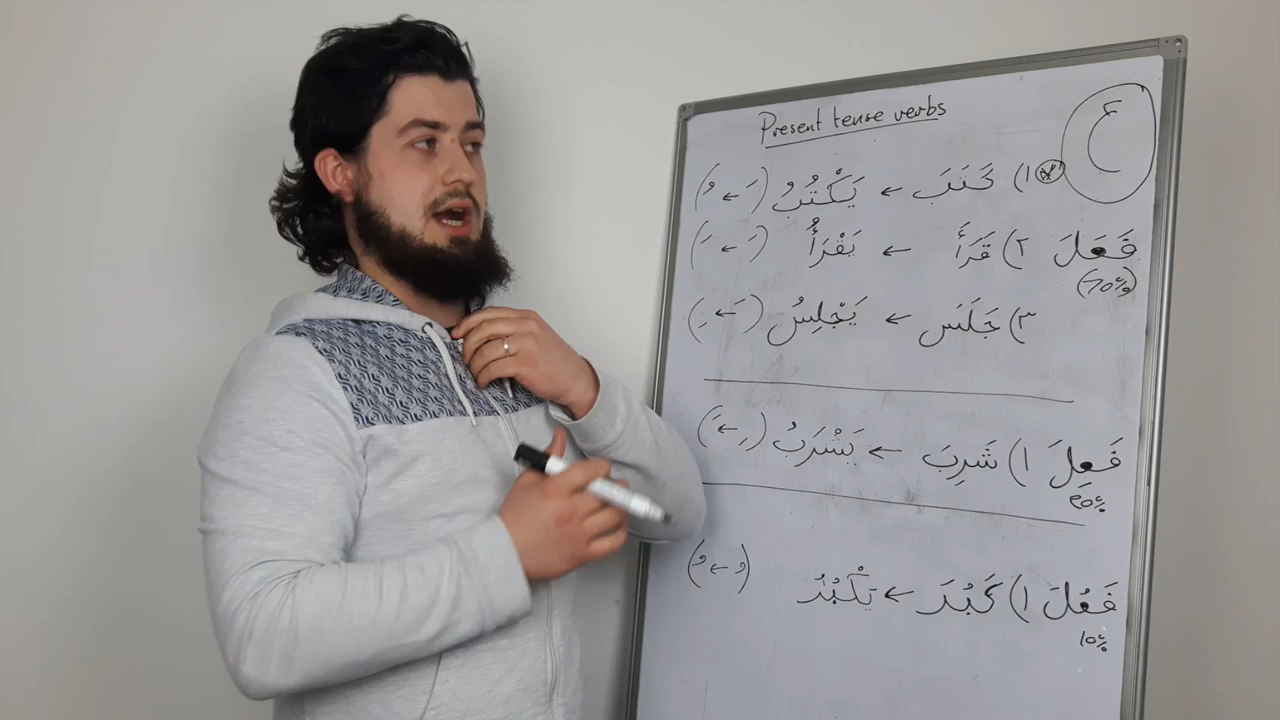 Present tense verbs
ع
١) كَتَبَ ← يَكْتُبُ (ـَ ← ـُ)
فَعَلَ ٢) قَرَأَ ← يَقْرَأُ (ـَ ← ـَ)
(70%)
٣) جَلَسَ ← يَجْلِسُ (ـَ ← ـِ)
فَعِلَ ١) شَرِبَ ← يَشْرَبُ (ـِ ← ـَ)
20%
فَعُلَ ١) كَبُرَ ← يَكْبُرُ (ـُ ← ـُ)
10%